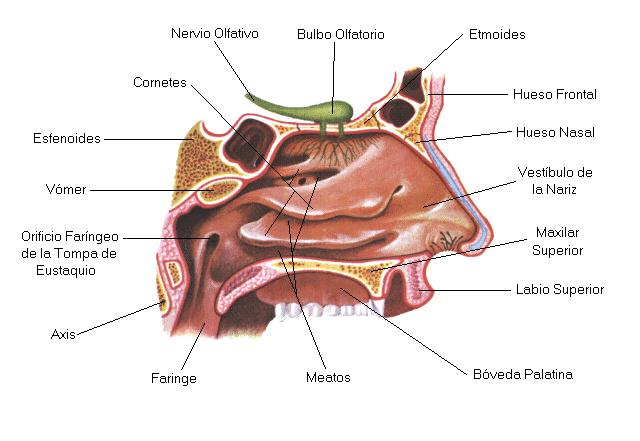 Nervio Olfativo
Bulbo Olfatorio
Etmoides
Cornetes
Hueso Frontal
Esfenoides
Hueso Nasal
Vómer
Vestíbulo de
la Nariz
Orificio Faríngeo
de la Tompa de
Eustaquio
Maxilar
Superior
Labio Superior
Axis
Faringe
Meatos
Bóveda Palatina